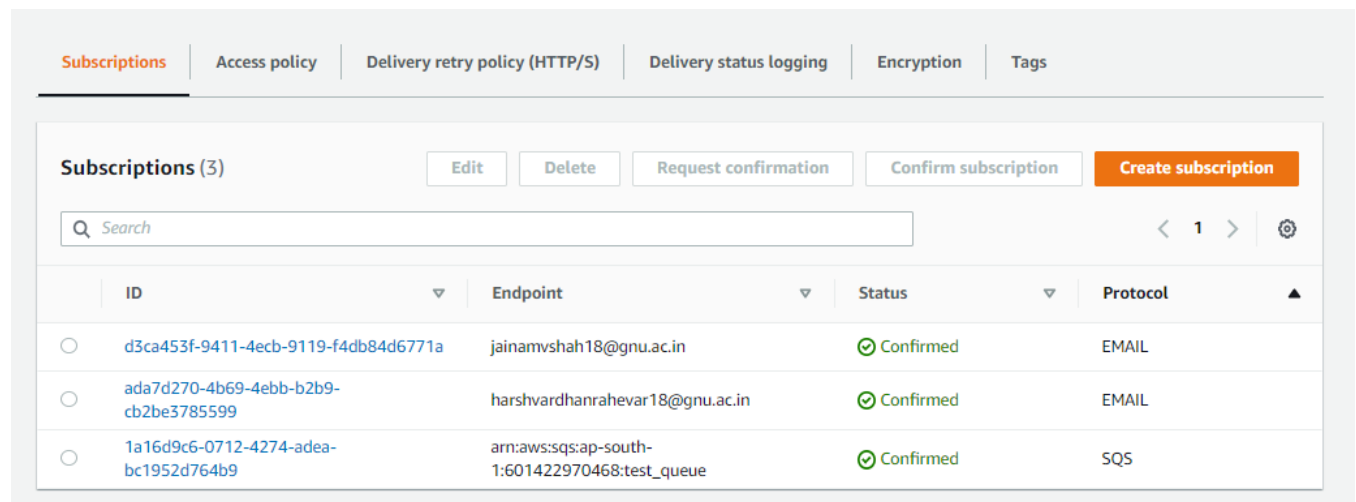 Subscriptions Access policy Delivery retry policy (HTTP/S) Delivery status logging Encryption Tags
Subscriptions (3) Edit Delete Request confirmation Confirm subscription Create subscription
Search 1
ID Endpoint Status Protocol
d3ca453f-9411-4ecb-9119-f4db84d6771a jainamvshah18@gnu.ac.in Confirmed EMAIL
ada7d270-4b69-4ebb-b2b9-
cb2be3785599 harshvardhanrahevar18@gnu.ac.in Confirmed EMAIL
1a16d9c6-0712-4274-adea-
bc1952d764b9 arn:aws:sqs:ap-south-
1:601422970468:test_queue Confirmed SQS